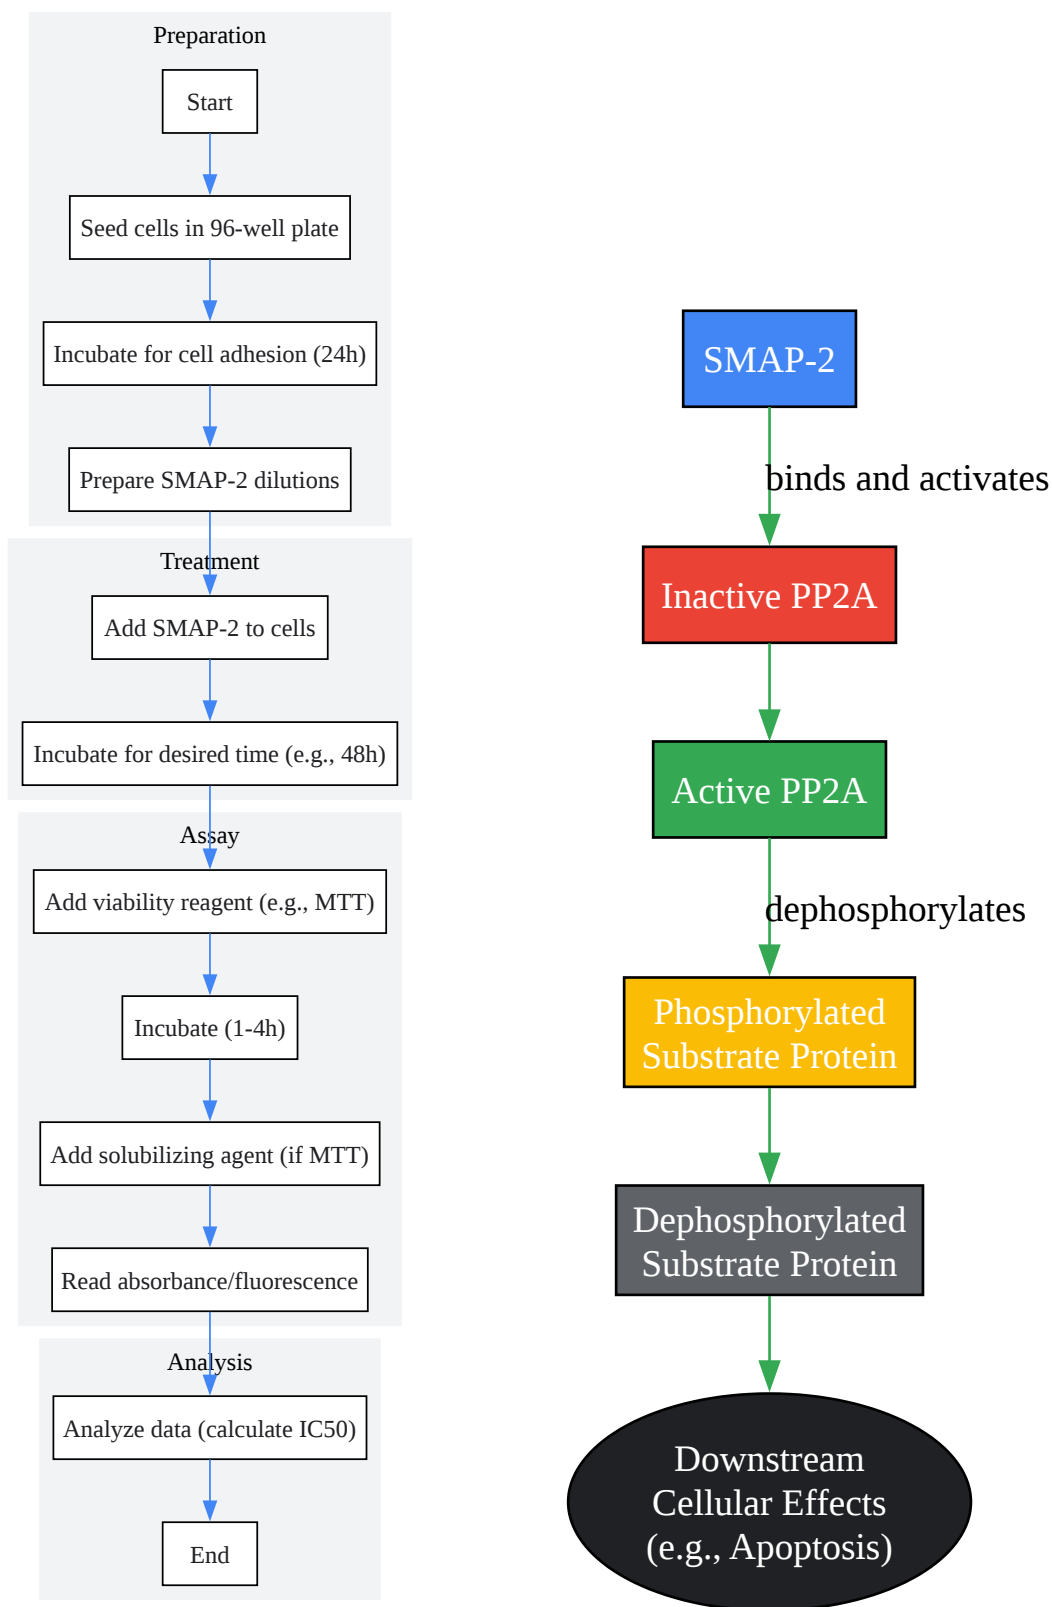 Preparation
Start
Seed cells in 96-well plate
Incubate for cell adhesion (24h)
Prepare SMAP-2 dilutions
Treatment
Add SMAP-2 to cells
Incubate for desired time (e.g., 48h)
Assay
Add viability reagent (e.g., MTT)
Incubate (1-4h)
Add solubilizing agent (if MTT)
Read absorbance/fluorescence
Analysis
Analyze data (calculate IC50)
End
SMAP-2
binds and activates
Inactive PP2A
Active PP2A
dephosphorylates
Phosphorylated
Substrate Protein
Dephosphorylated
Substrate Protein
Downstream
Cellular Effects
(e.g., Apoptosis)